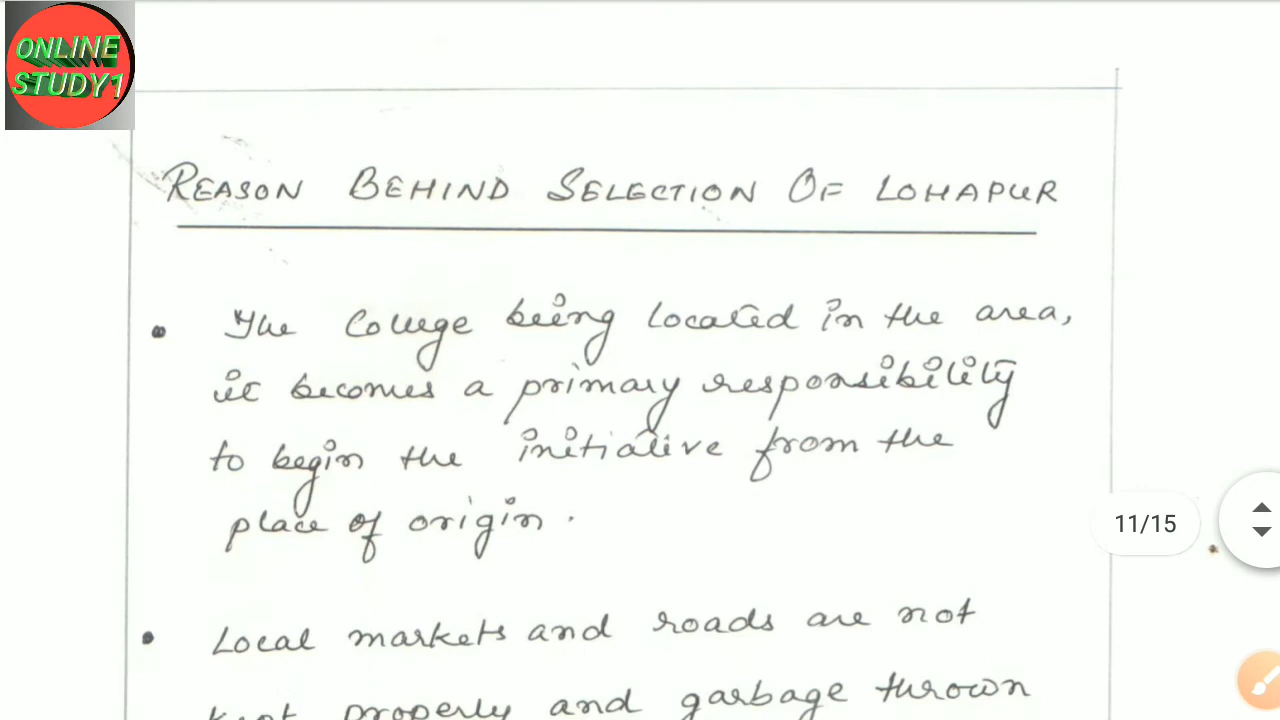 ONLINE
STUDY1
REASON BEHIND SELECTION OF LOHAPUR
• The College being located in the area,
it becomes a primary responsibility
to begin the initiative from the
place of origin.
11/15
• Local markets and roads are not
kept properly and garbage thrown